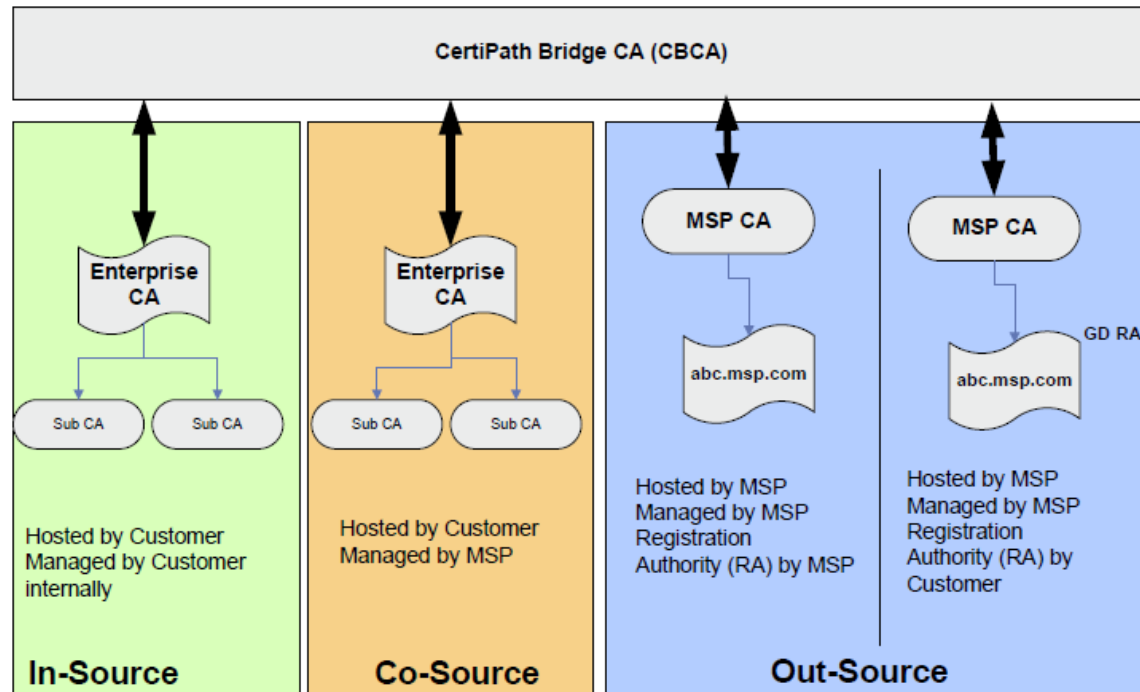 CertiPath Bridge CA (CBCA)
Enterprise
CA
Sub CA
Sub CA
Hosted by Customer
Managed by Customer
internally
In-Source
Enterprise
CA
Sub CA
Sub CA
Hosted by Customer
Managed by MSP
Co-Source
MSP CA
abc.msp.com
Hosted by MSP
Managed by MSP
Registration
Authority (RA) by MSP
MSP CA
GD RA
abc.msp.com
Hosted by MSP
Managed by MSP
Registration
Authority (RA) by
Customer
Out-Source